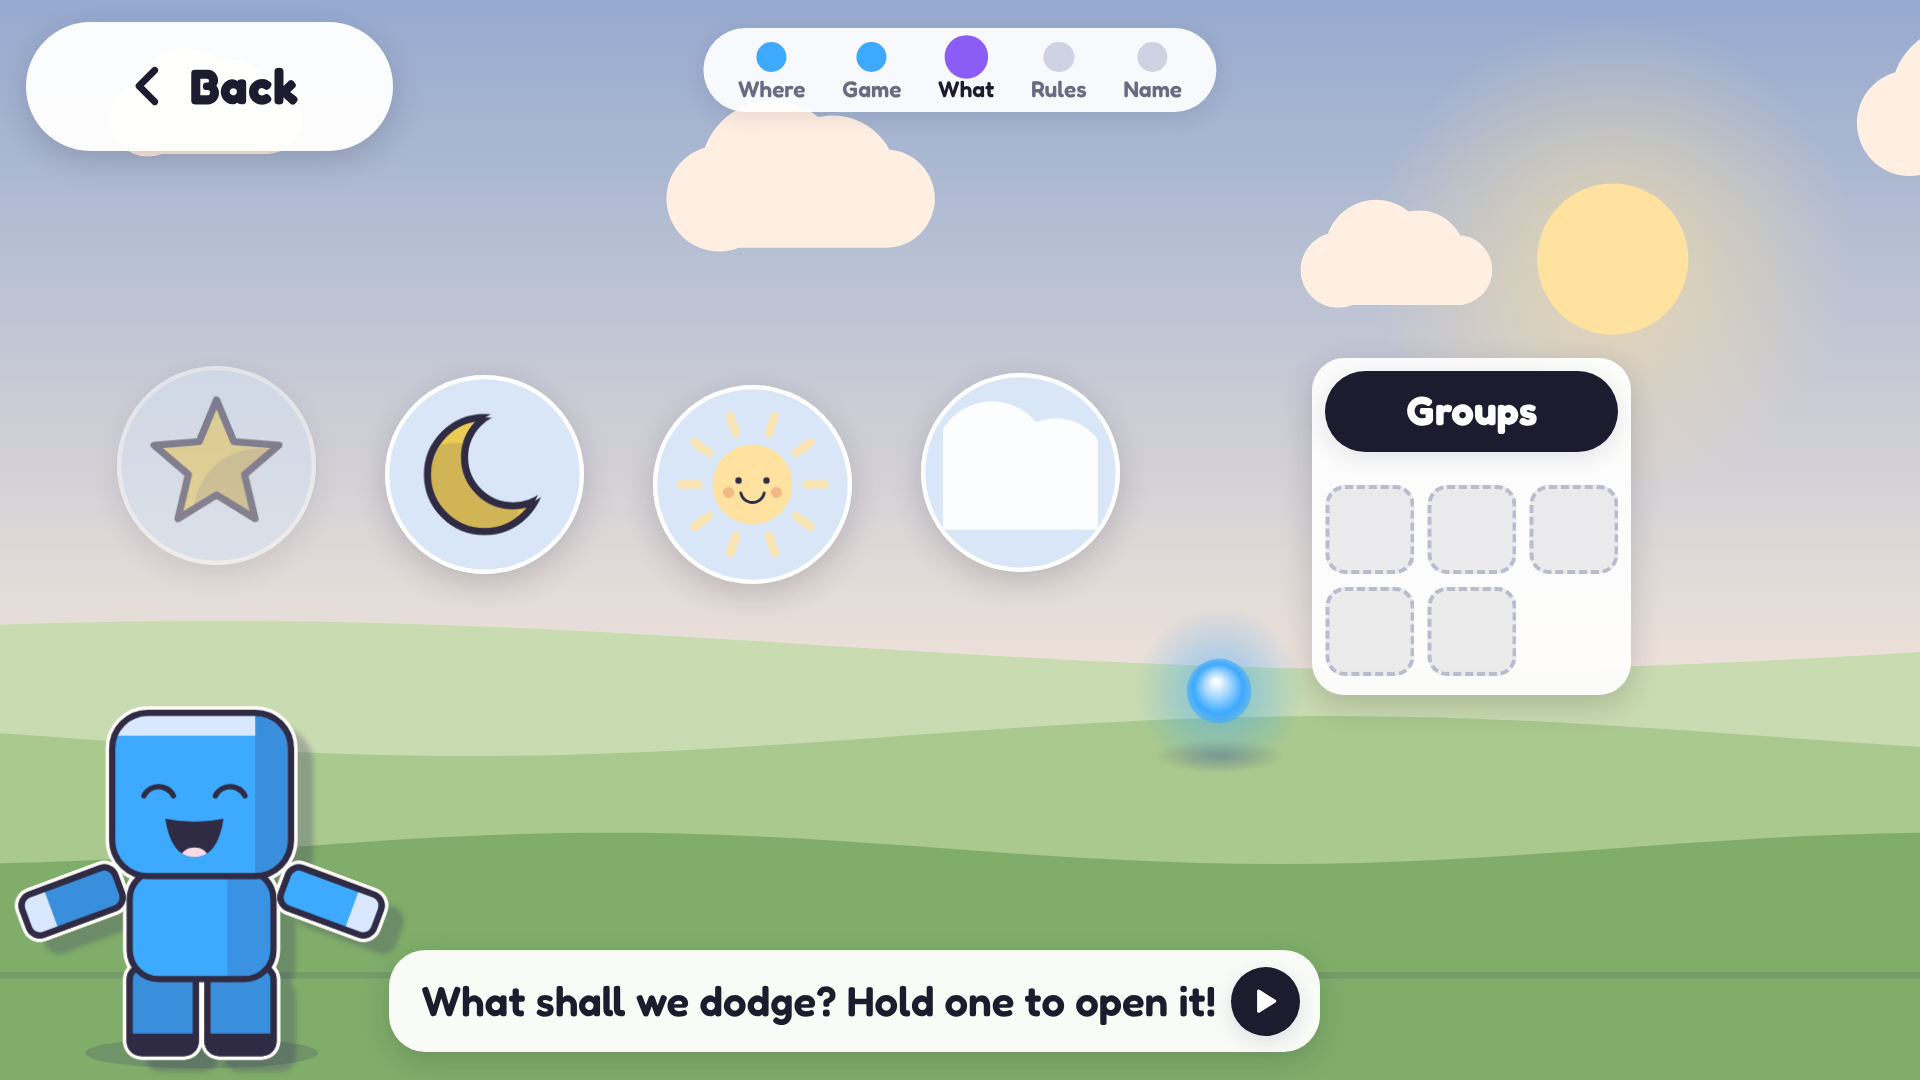 Back
Where
Game
What
Rules
Name
Groups
What shall we dodge? Hold one to open it!